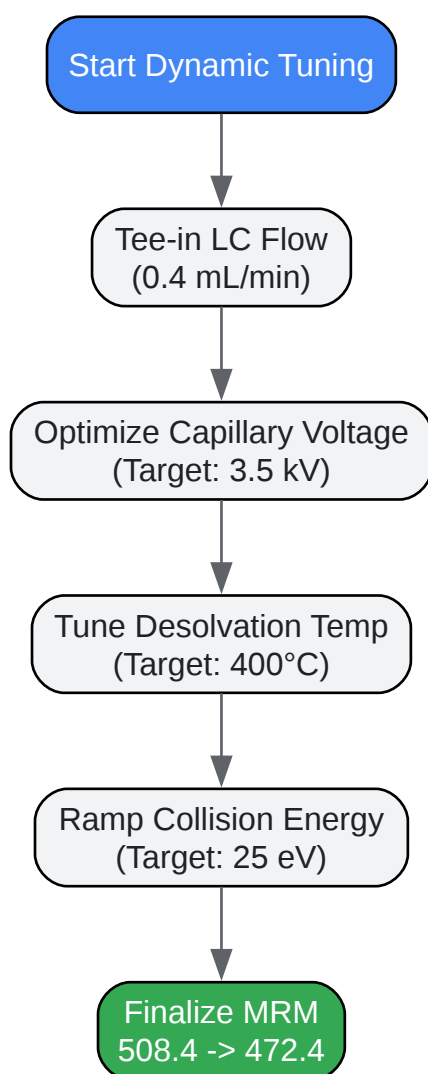 Start Dynamic Tuning
Tee-in LC Flow
(0.4 mL/min)
Optimize Capillary Voltage
(Target: 3.5 kV)
Tune Desolvation Temp
(Target: 400°C)
Ramp Collision Energy
(Target: 25 eV)
Finalize MRM
508.4 -> 472.4